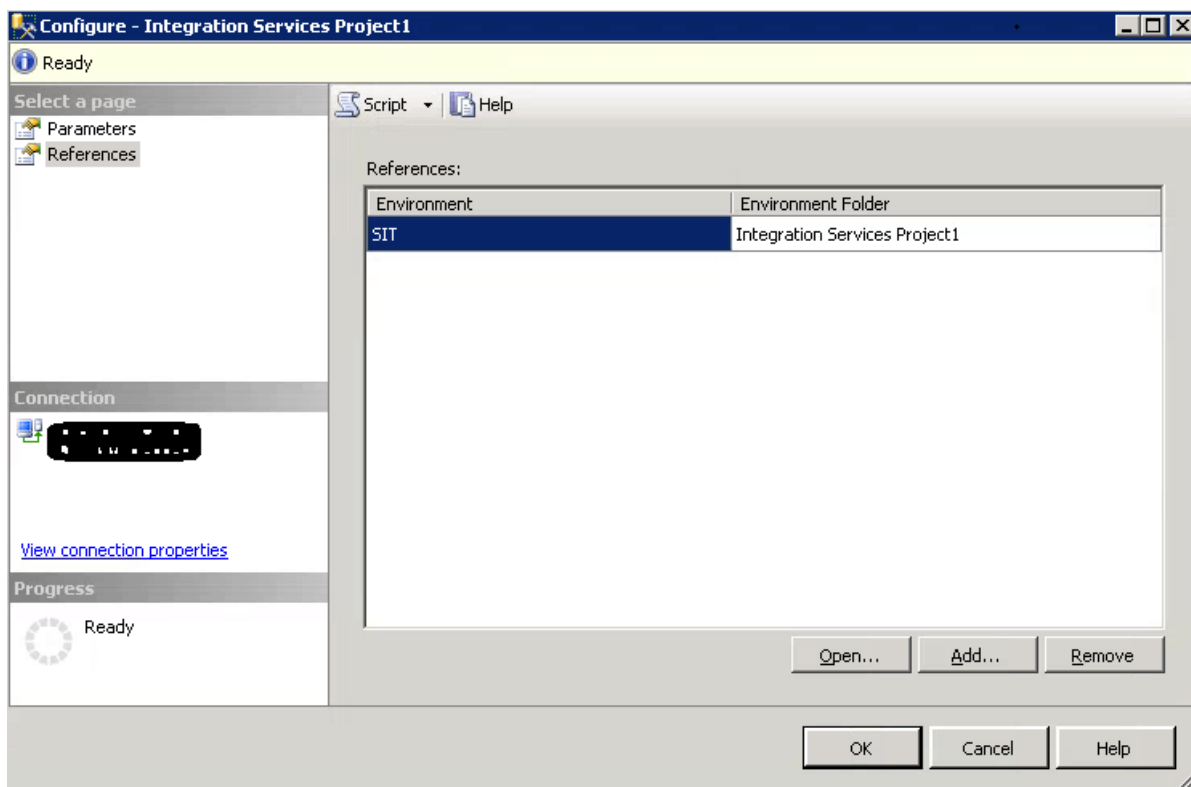 Configure - Integration Services Project1
Ready
Select a page
Parameters
References
Script Help
References:
Environment Environment Folder
SIT Integration Services Project1
Connection
View connection properties
Progress
Ready
Open... Add... Remove
OK Cancel Help